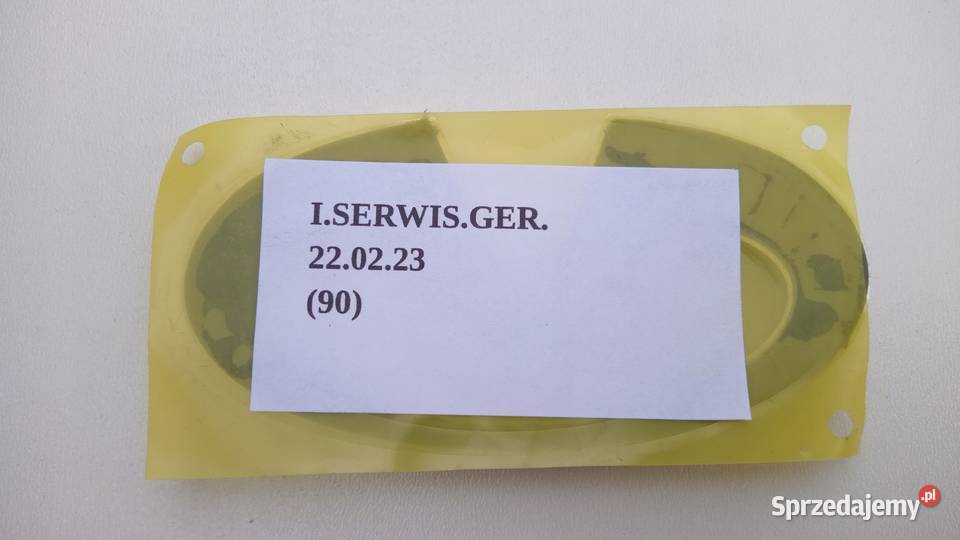 I.SERWIS.GER.
22.02.23
(90)
Sprzedajemy.pl